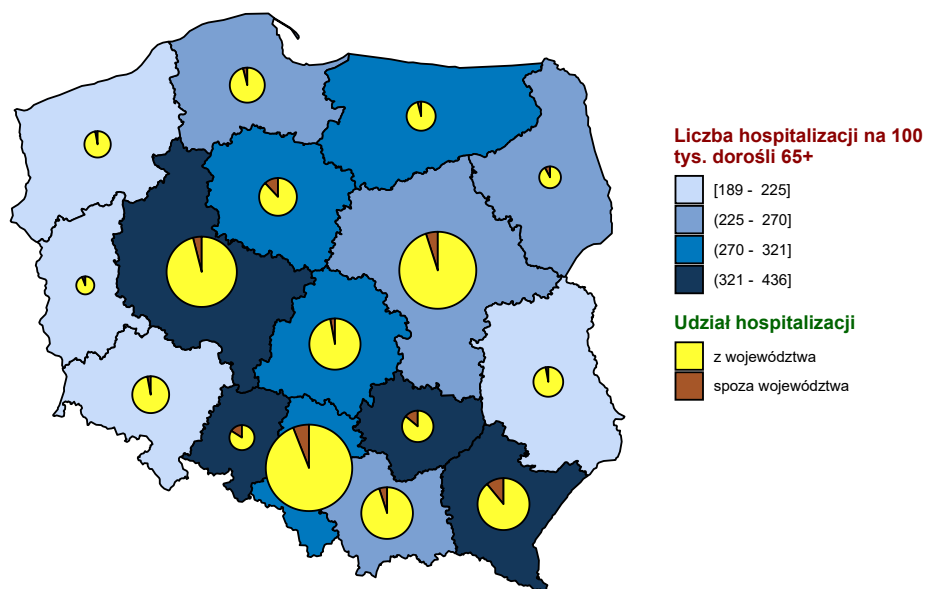 Liczba hospitalizacji na 100
tys. dorośli 65+
[189 - 225]
(225 - 270]
(270 - 321]
(321 - 436]
Udział hospitalizacji
z województwa
spoza województwa